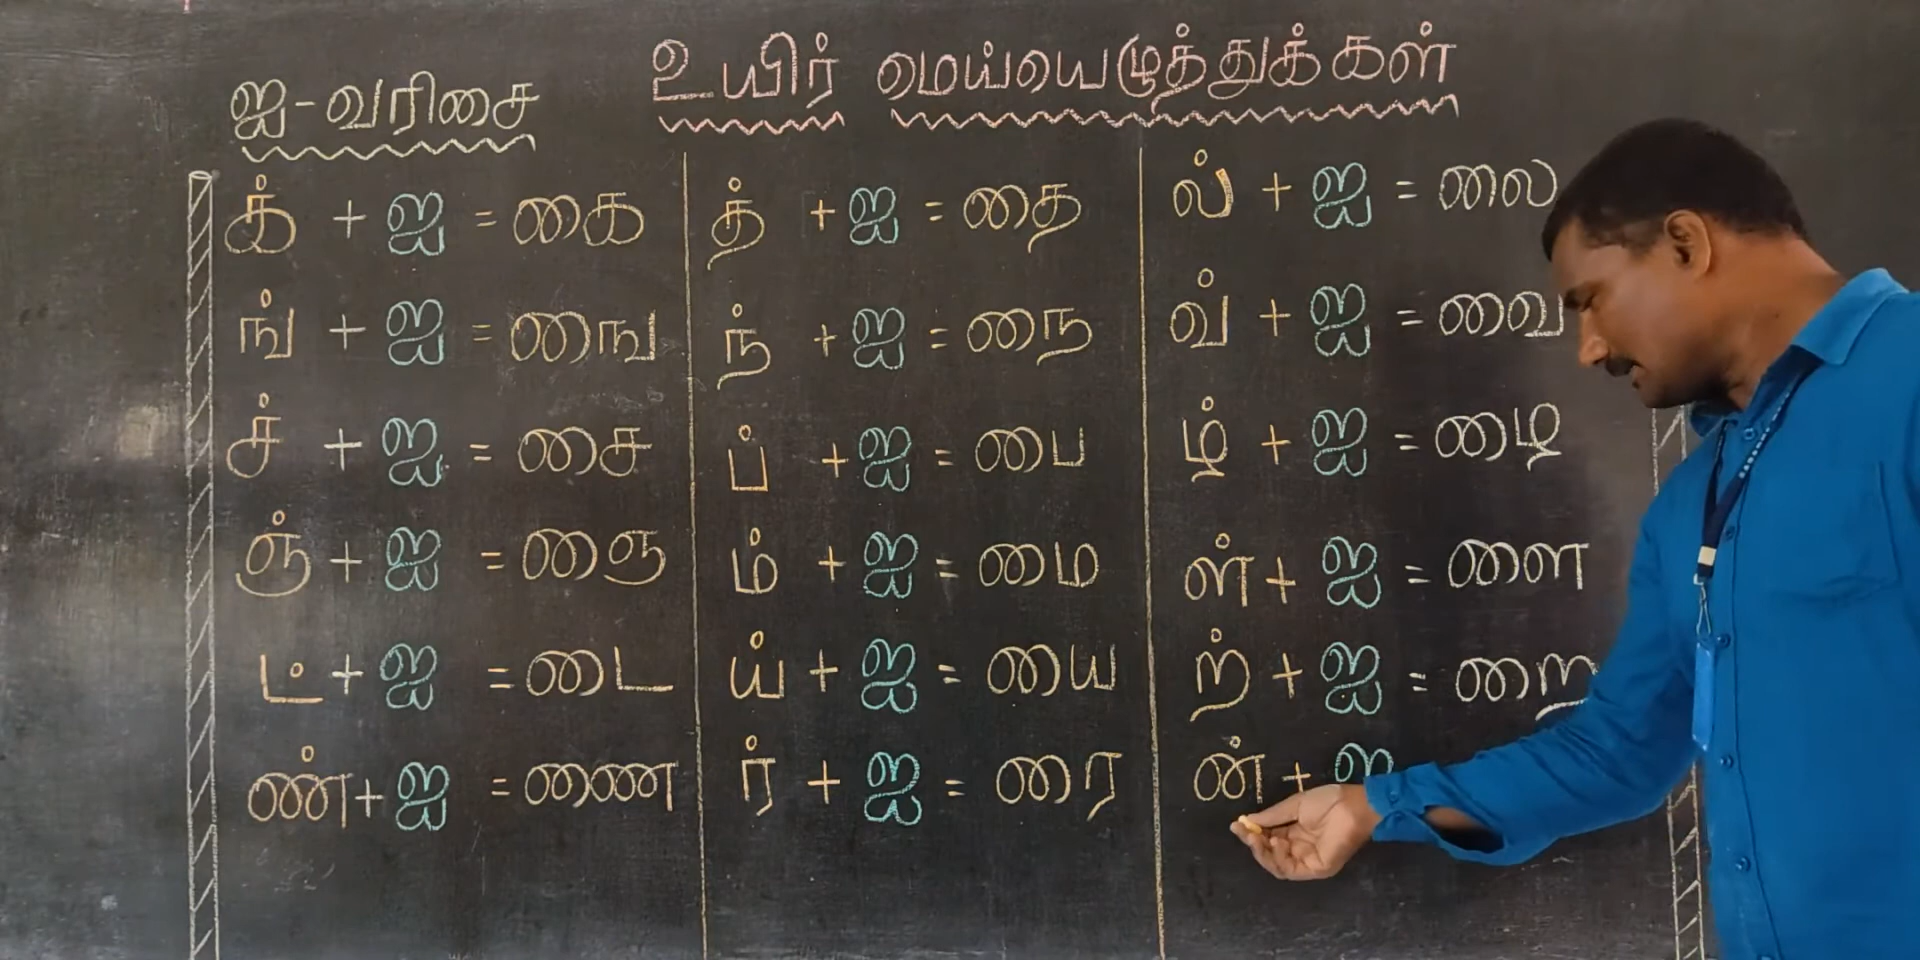 ஐ-வரிசை
உயிர் மெய்யெழுத்துக்கள்
க் + ஐ = கை
ங் + ஐ = ஙை
ச் + ஐ = சை
ஞ் + ஐ = ஞை
ட் + ஐ = டை
ண் + ஐ = ணை
த் + ஐ = தை
ந் + ஐ = நை
ப் + ஐ = பை
ம் + ஐ = மை
ய் + ஐ = யை
ர் + ஐ = ரை
ல் + ஐ = லை
வ் + ஐ = வை
ழ் + ஐ = ழை
ள் + ஐ = ளை
ற் + ஐ = றை
ன் + ஐ